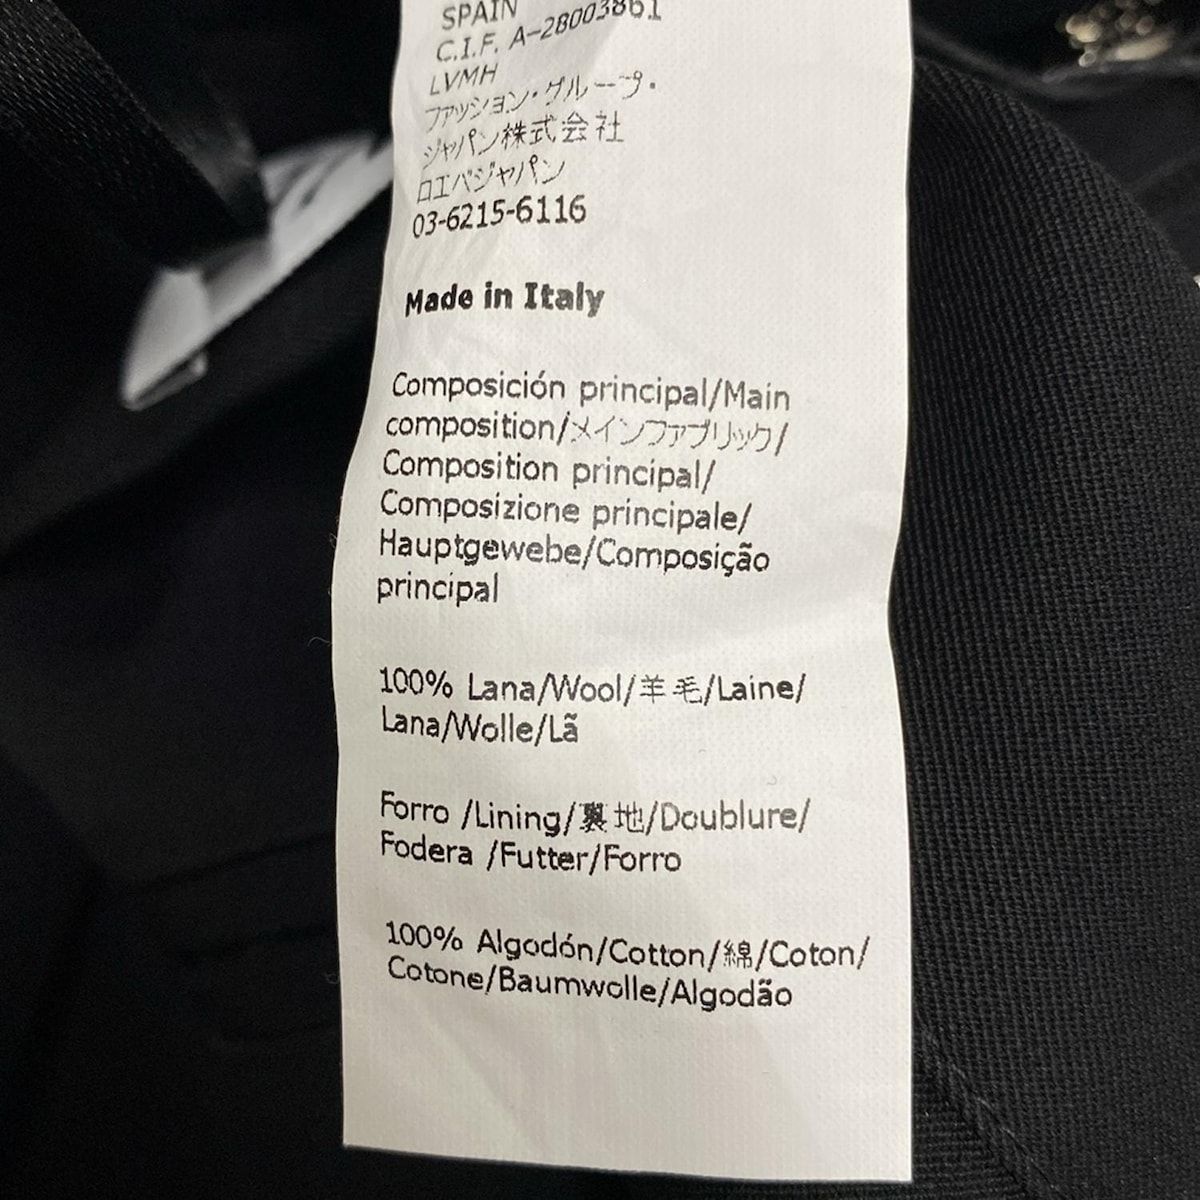 SPAIN
C.I.F. A-28003861
LVMH
ファッション・グループ・
ジャパン株式会社
ロエベジャパン
03-6215-6116
Made in Italy
Composición principal/Main
composition/メインファブリック/
Composition principal/
Composizione principale/
Hauptgewebe/Composição
principal
100% Lana/Wool/羊毛/Laine/
Lana/Wolle/Lã
Forro /Lining/裏地/Doublure/
Fodera /Futter/Forro
100% Algodón/Cotton/綿/Coton/
Cotone/Baumwolle/Algodão